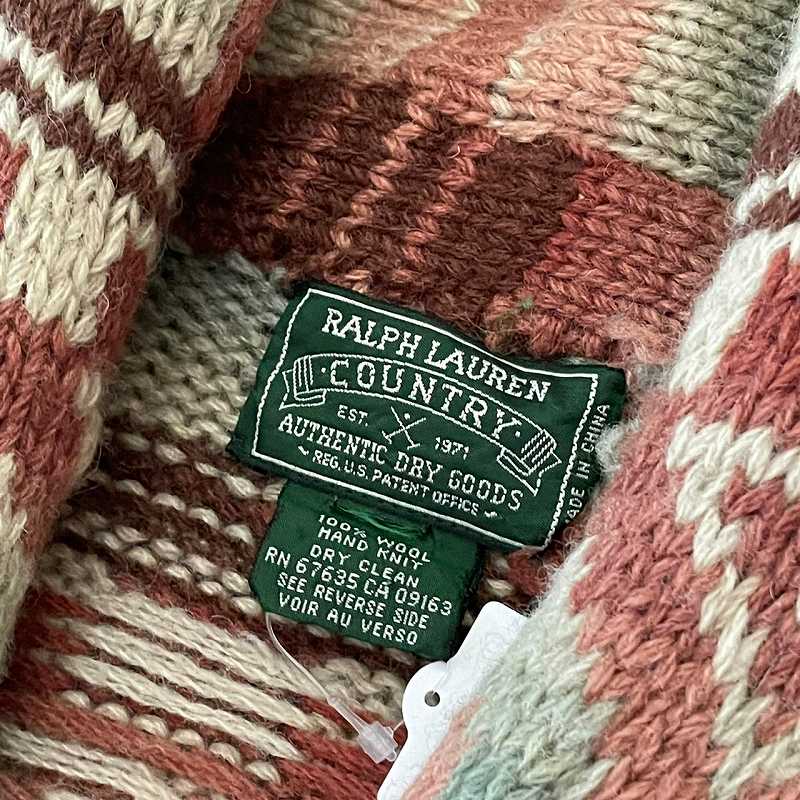 RALPH LAUREN
COUNTRY
EST. 1971
AUTHENTIC DRY GOODS
REG. U.S. PATENT OFFICE
MADE IN CHINA
100% WOOL
HAND KNIT
DRY CLEAN
RN 67635 CA 09163
SEE REVERSE SIDE
VOIR AU VERSO